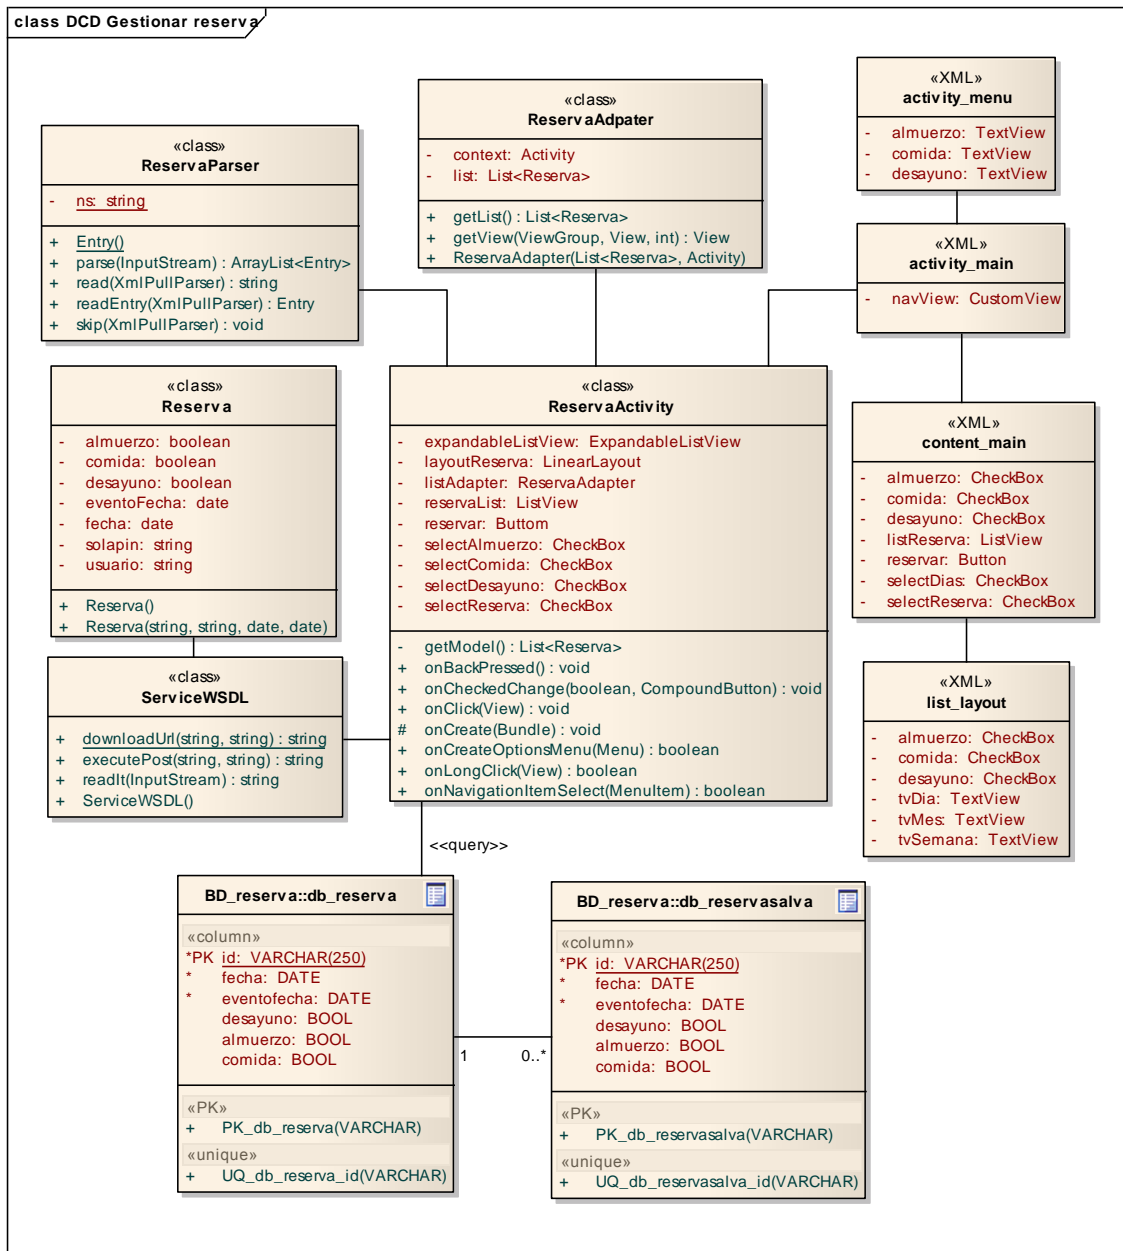 class DCD Gestionar reserva
«class»
ReservaParser
- ns: string
+ Entry()
+ parse(InputStream) : ArrayList<Entry>
+ read(XmlPullParser) : string
+ readEntry(XmlPullParser) : Entry
+ skip(XmlPullParser) : void
«class»
ReservaAdpater
- context: Activity
- list: List<Reserva>
+ getList() : List<Reserva>
+ getView(ViewGroup, View, int) : View
+ ReservaAdapter(List<Reserva>, Activity)
«XML»
activity_menu
- almuerzo: TextView
- comida: TextView
- desayuno: TextView
«XML»
activity_main
- navView: CustomView
«class»
Reserva
- almuerzo: boolean
- comida: boolean
- desayuno: boolean
- eventoFecha: date
- fecha: date
- solapin: string
- usuario: string
+ Reserva()
+ Reserva(string, string, date, date)
«class»
ReservaActivity
- expandableListView: ExpandableListView
- layoutReserva: LinearLayout
- listAdapter: ReservaAdapter
- reservaList: ListView
- reservar: Buttom
- selectAlmuerzo: CheckBox
- selectComida: CheckBox
- selectDesayuno: CheckBox
- selectReserva: CheckBox
- getModel() : List<Reserva>
+ onBackPressed() : void
+ onCheckedChange(boolean, CompoundButton) : void
+ onClick(View) : void
# onCreate(Bundle) : void
+ onCreateOptionsMenu(Menu) : boolean
+ onLongClick(View) : boolean
+ onNavigationItemSelect(MenuItem) : boolean
«XML»
content_main
- almuerzo: CheckBox
- comida: CheckBox
- desayuno: CheckBox
- listReserva: ListView
- reservar: Button
- selectDias: CheckBox
- selectReserva: CheckBox
«class»
ServiceWSDL
+ downloadUrl(string, string) : string
+ executePost(string, string) : string
+ readIt(InputStream) : string
+ ServiceWSDL()
«XML»
list_layout
- almuerzo: CheckBox
- comida: CheckBox
- desayuno: CheckBox
- tvDia: TextView
- tvMes: TextView
- tvSemana: TextView
<<query>>
BD_reserva::db_reserva
«column»
*PK id: VARCHAR(250)
* fecha: DATE
* eventofecha: DATE
desayuno: BOOL
almuerzo: BOOL
comida: BOOL
«PK»
+ PK_db_reserva(VARCHAR)
«unique»
+ UQ_db_reserva_id(VARCHAR)
1
0..*
BD_reserva::db_reservasalva
«column»
*PK id: VARCHAR(250)
* fecha: DATE
* eventofecha: DATE
desayuno: BOOL
almuerzo: BOOL
comida: BOOL
«PK»
+ PK_db_reservasalva(VARCHAR)
«unique»
+ UQ_db_reservasalva_id(VARCHAR)